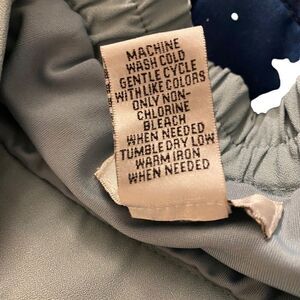 MACHINE
WASH COLD
GENTLE CYCLE
WITH LIKE COLORS
ONLY NON-
CHLORINE
BLEACH
WHEN NEEDED
TUMBLE DRY LOW
WARM IRON
WHEN NEEDED